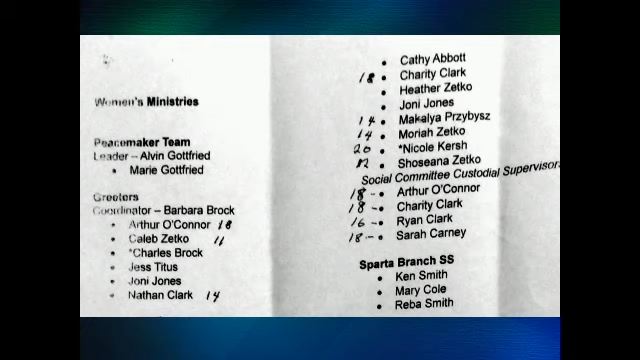 Women's Ministries
Peacemaker Team
Leader – Alvin Gottfried
• Marie Gottfried
Greeters
Coordinator – Barbara Brock
• Arthur O'Connor 18
• Caleb Zetko 11
• *Charles Brock
• Jess Titus
• Joni Jones
• Nathan Clark 14
• Cathy Abbott
18 • Charity Clark
• Heather Zetko
• Joni Jones
14 • Makalya Przybysz
14 • Moriah Zetko
20 • *Nicole Kersh
12 • Shoseana Zetko
Social Committee Custodial Supervisors
18 - • Arthur O'Connor
18 - • Charity Clark
16 - • Ryan Clark
18 - • Sarah Carney
Sparta Branch SS
• Ken Smith
• Mary Cole
• Reba Smith